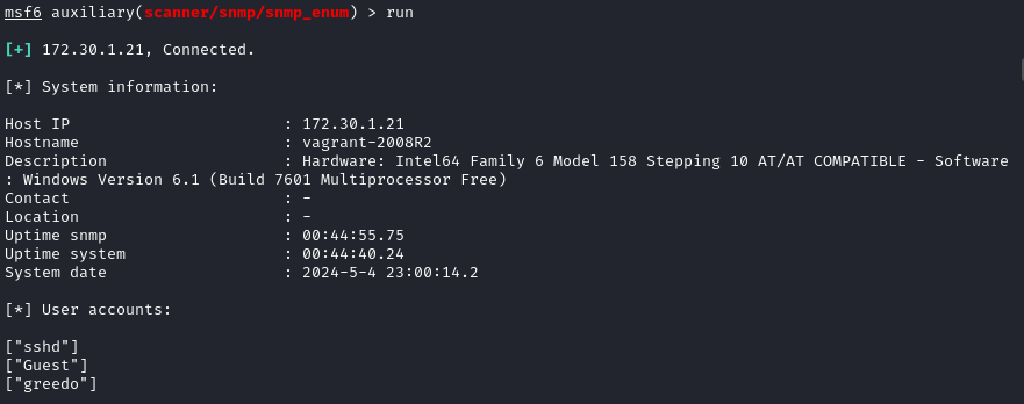 msf6 auxiliary(scanner/snmp/snmp_enum) > run
[+] 172.30.1.21, Connected.
[*] System information:
Host IP : 172.30.1.21
Hostname : vagrant-2008R2
Description : Hardware: Intel64 Family 6 Model 158 Stepping 10 AT/AT COMPATIBLE - Software
: Windows Version 6.1 (Build 7601 Multiprocessor Free)
Contact : -
Location : -
Uptime snmp : 00:44:55.75
Uptime system : 00:44:40.24
System date : 2024-5-4 23:00:14.2
[*] User accounts:
["sshd"]
["Guest"]
["greedo"]